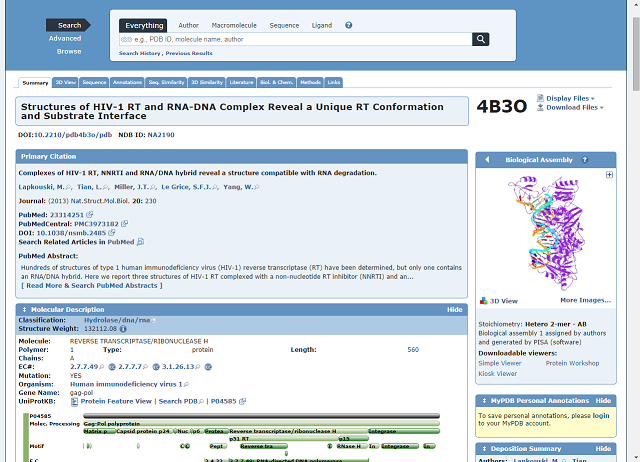 Search
Everything Author Macromolecule Sequence Ligand ?
Advanced
e.g., PDB ID, molecule name, author
Browse
Search History , Previous Results
Summary 3D View Sequence Annotations Seq. Similarity 3D Similarity Literature Biol. & Chem. Methods Links
Structures of HIV-1 RT and RNA-DNA Complex Reveal a Unique RT Conformation
and Substrate Interface
4B3O
Display Files
Download Files
DOI:10.2210/pdb4b3o/pdb NDB ID: NA2190
Primary Citation
Complexes of HIV-1 RT, NNRTI and RNA/DNA hybrid reveal a structure compatible with RNA degradation.
Lapkouski, M. Tian, L. Miller, J.T. Le Grice, S.F.J. Yang, W.
Journal: (2013) Nat.Struct.Mol.Biol. 20: 230
PubMed: 23314251
PubMedCentral: PMC3973182
DOI: 10.1038/nsmb.2485
Search Related Articles in PubMed
PubMed Abstract:
Hundreds of structures of type 1 human immunodeficiency virus (HIV-1) reverse transcriptase (RT) have been determined, but only one contains
an RNA/DNA hybrid. Here we report three structures of HIV-1 RT complexed with a non-nucleotide RT inhibitor (NNRTI) and an...
[ Read More & Search PubMed Abstracts ]
Molecular Description Hide
Classification: Hydrolase/dna/rna
Structure Weight: 132112.08
Molecule: REVERSE TRANSCRIPTASE/RIBONUCLEASE H
Polymer: 1 Type: protein Length: 560
Chains: A
EC#: 2.7.7.49 2.7.7.7 3.1.26.13
Mutation: YES
Organism: Human immunodeficiency virus 1
Gene Name: gag-pol
UniProtKB: Protein Feature View | Search PDB | P04585
P04585
Molec. Processing Gag-Pol polyprotein
Matrix p Capsid protein p24 Nuc p6 Protea Reverse transcriptase/ribonuclease H Integrase
p51 RT p15
Motif Pept Reverse tra RNase H In Integrase In
E.C. 2.4.23 2.7.7.49: RNA-directed DNA polymerase
Biological Assembly ?
3D View More Images...
Stoichiometry: Hetero 2-mer - AB
Biological assembly 1 assigned by authors
and generated by PISA (software)
Downloadable viewers:
Simple Viewer Protein Workshop
Kiosk Viewer
MyPDB Personal Annotations Hide
To save personal annotations, please login
to your MyPDB account.
Deposition Summary Hide
Authors: Lapkouski, M., Tian,